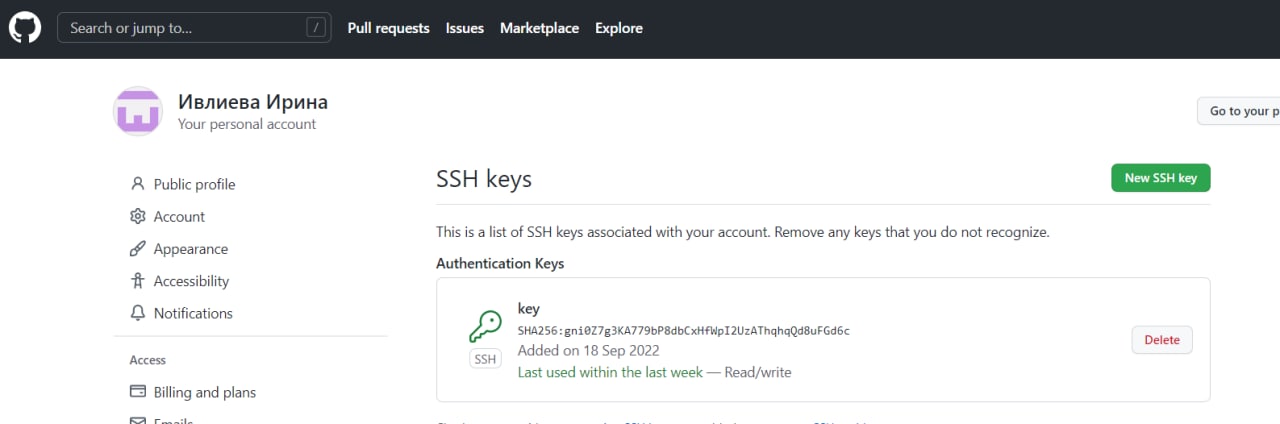 Search or jump to... /
Pull requests Issues Marketplace Explore
Ивлиева Ирина
Your personal account
Go to your p
Public profile
Account
Appearance
Accessibility
Notifications
Access
Billing and plans
Emails
SSH keys
New SSH key
This is a list of SSH keys associated with your account. Remove any keys that you do not recognize.
Authentication Keys
key
SHA256:gni0Z7g3KA779bP8dbCxHfWpI2UzAThqhqQd8uFGd6c
Added on 18 Sep 2022
Last used within the last week — Read/write
SSH
Delete